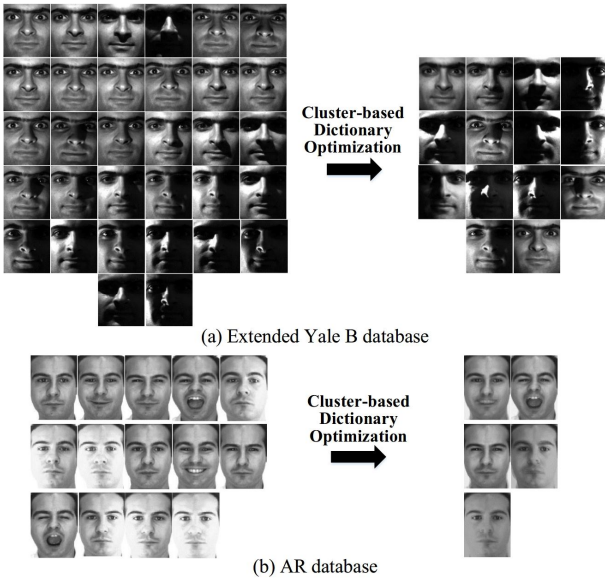 Cluster-based
Dictionary
Optimization
(a) Extended Yale B database
Cluster-based
Dictionary
Optimization
(b) AR database